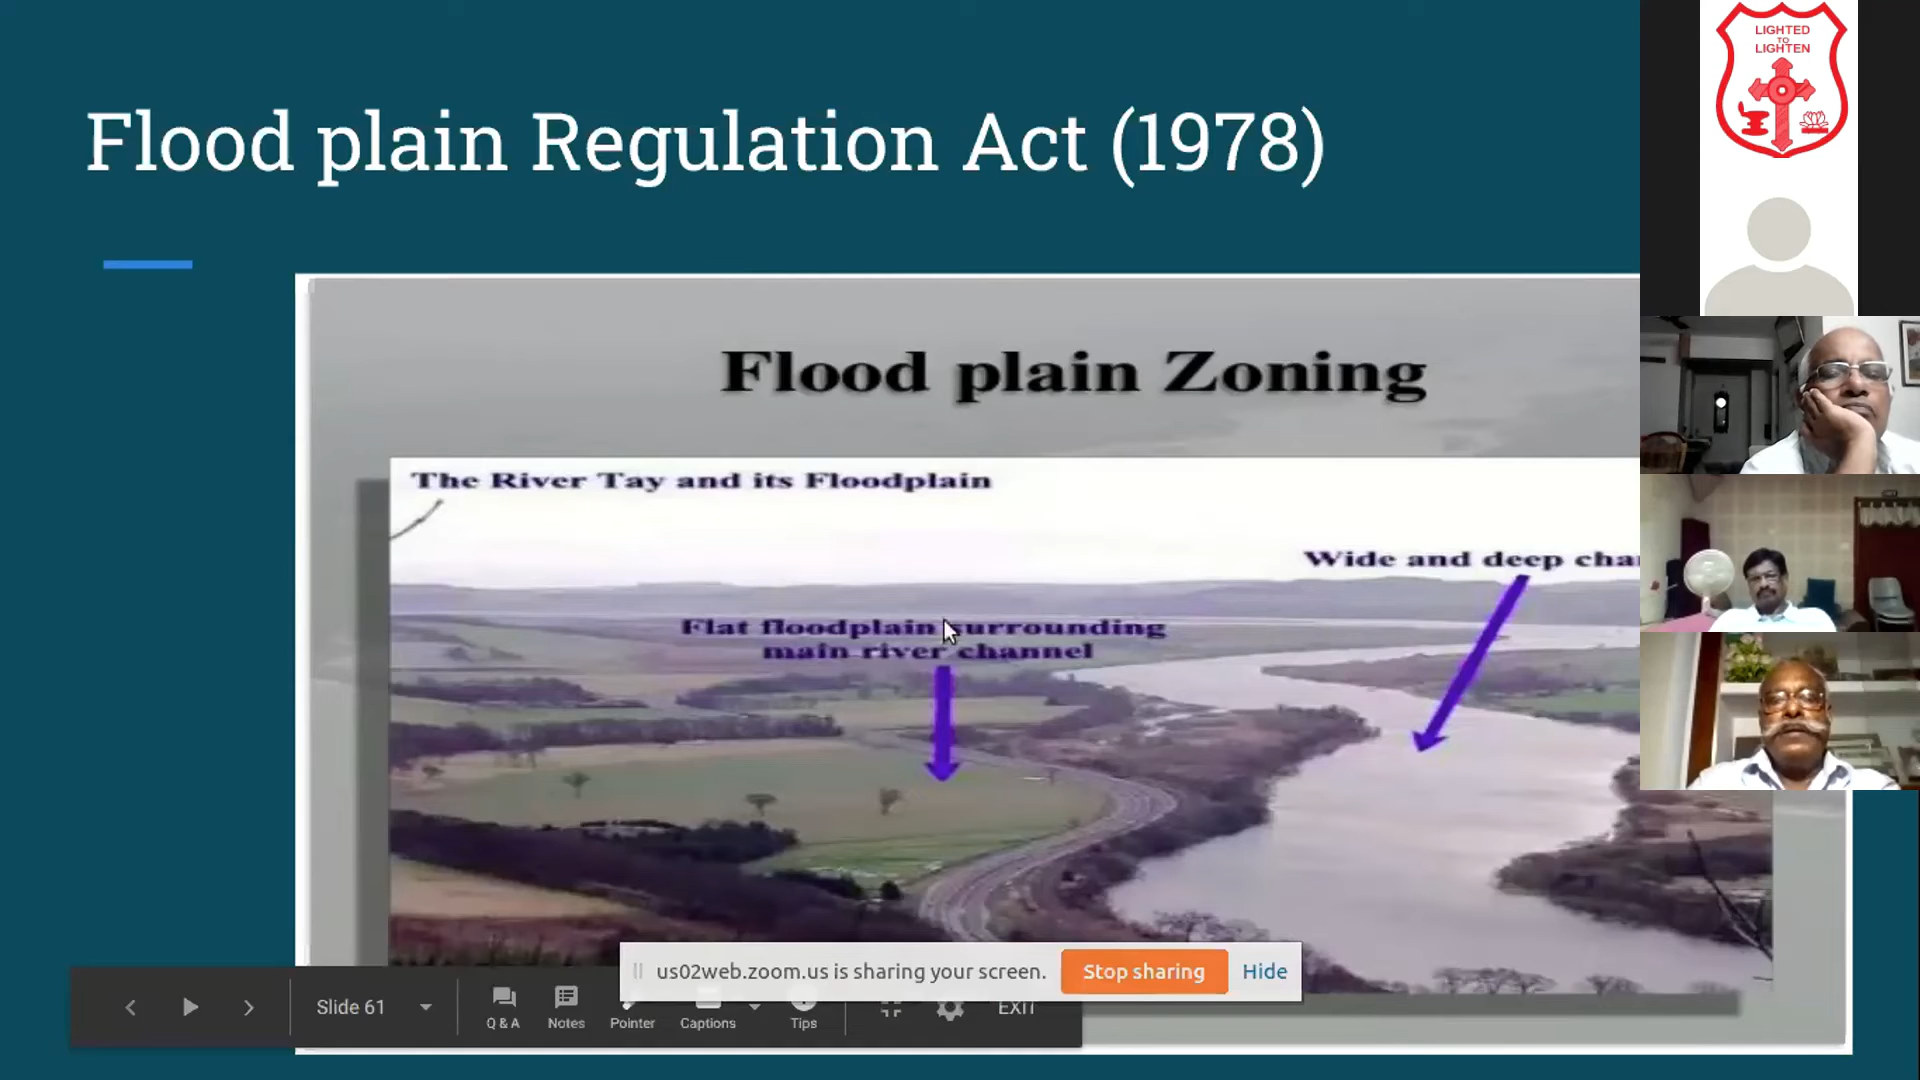 Flood plain Regulation Act (1978)
LIGHTED
TO
LIGHTEN
Flood plain Zoning
The River Tay and its Floodplain
Wide and deep
Flat floodplain surrounding
main river channel
us02web.zoom.us is sharing your screen.
Stop sharing
Hide
Slide 61
Q & A
Notes
Pointer
Captions
Tips
EXIT